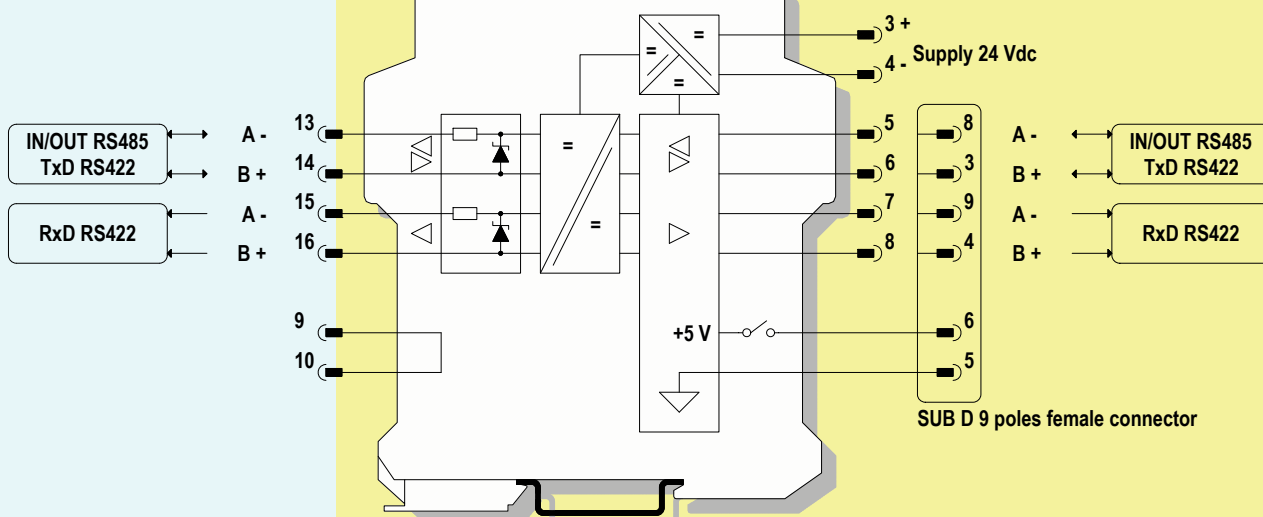 3 +
Supply 24 Vdc
4 -
=
=
=
IN/OUT RS485
TxD RS422
A -
13
B +
14
RxD RS422
A -
15
B +
16
9
10
=
=
+5 V
5
6
7
8
8
3
9
4
6
5
A -
B +
A -
B +
IN/OUT RS485
TxD RS422
RxD RS422
SUB D 9 poles female connector